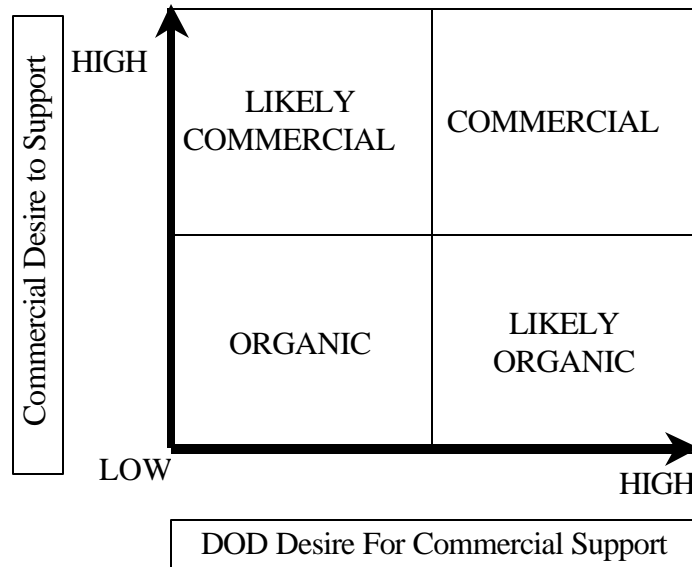 Commercial Desire to Support
HIGH
LIKELY
COMMERCIAL
COMMERCIAL
ORGANIC
LIKELY
ORGANIC
LOW
HIGH
DOD Desire For Commercial Support